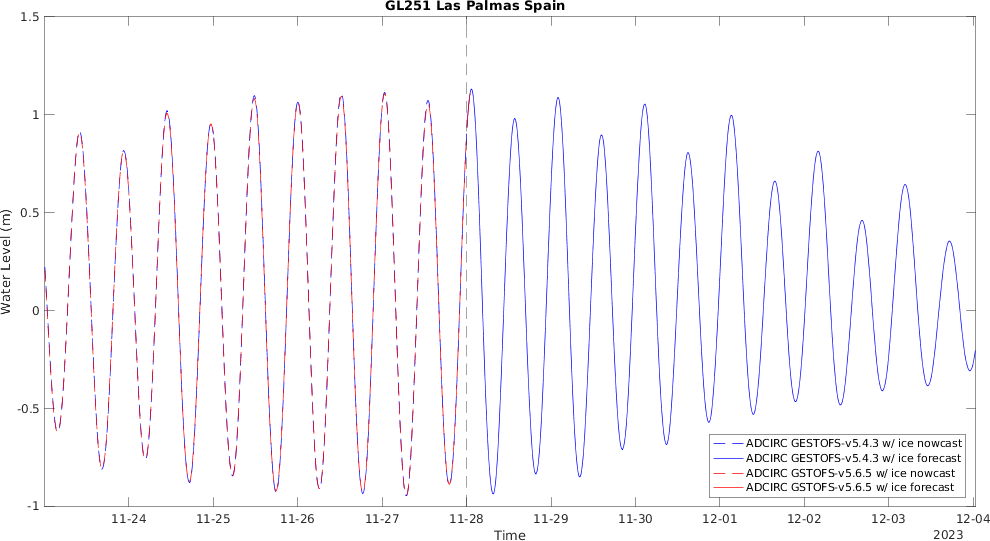 GL251 Las Palmas Spain
1.5
1
0.5
0
-0.5
-1
Water Level (m)
11-24 11-25 11-26 11-27 11-28 11-29 11-30 12-01 12-02 12-03 12-04
Time
2023
ADCIRC GESTOFS-v5.4.3 w/ ice nowcast
ADCIRC GESTOFS-v5.4.3 w/ ice forecast
ADCIRC GSTOFS-v5.6.5 w/ ice nowcast
ADCIRC GSTOFS-v5.6.5 w/ ice forecast